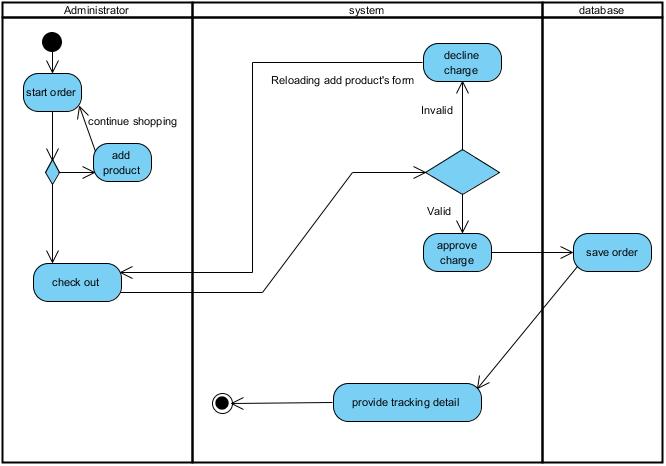 Administrator
system
database
start order
continue shopping
add
product
check out
decline
charge
Reloading add product's form
Invalid
Valid
approve
charge
save order
provide tracking detail